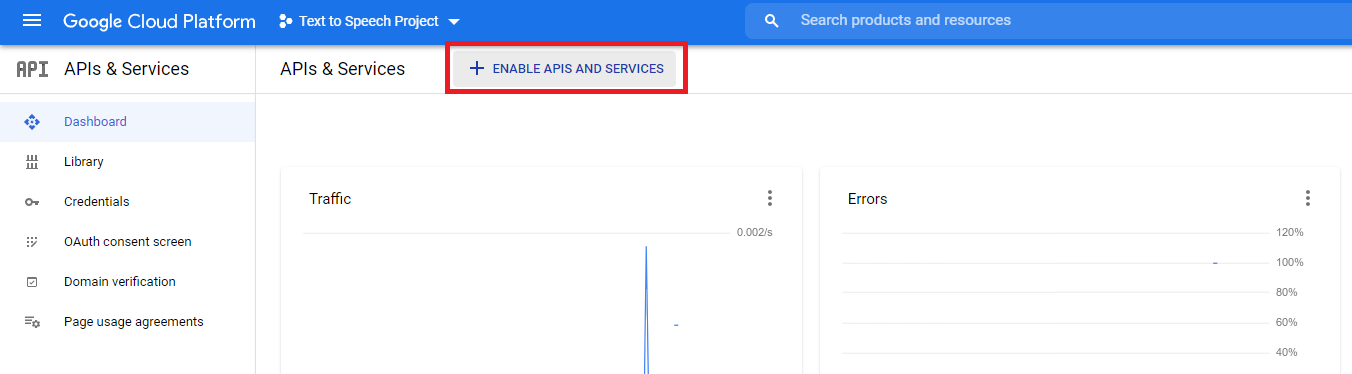 Google Cloud Platform
Text to Speech Project
Search products and resources
API
APIs & Services
APIs & Services
ENABLE APIS AND SERVICES
Dashboard
Library
Credentials
OAuth consent screen
Domain verification
Page usage agreements
Traffic
0.002/s
Errors
120%
100%
80%
60%
40%